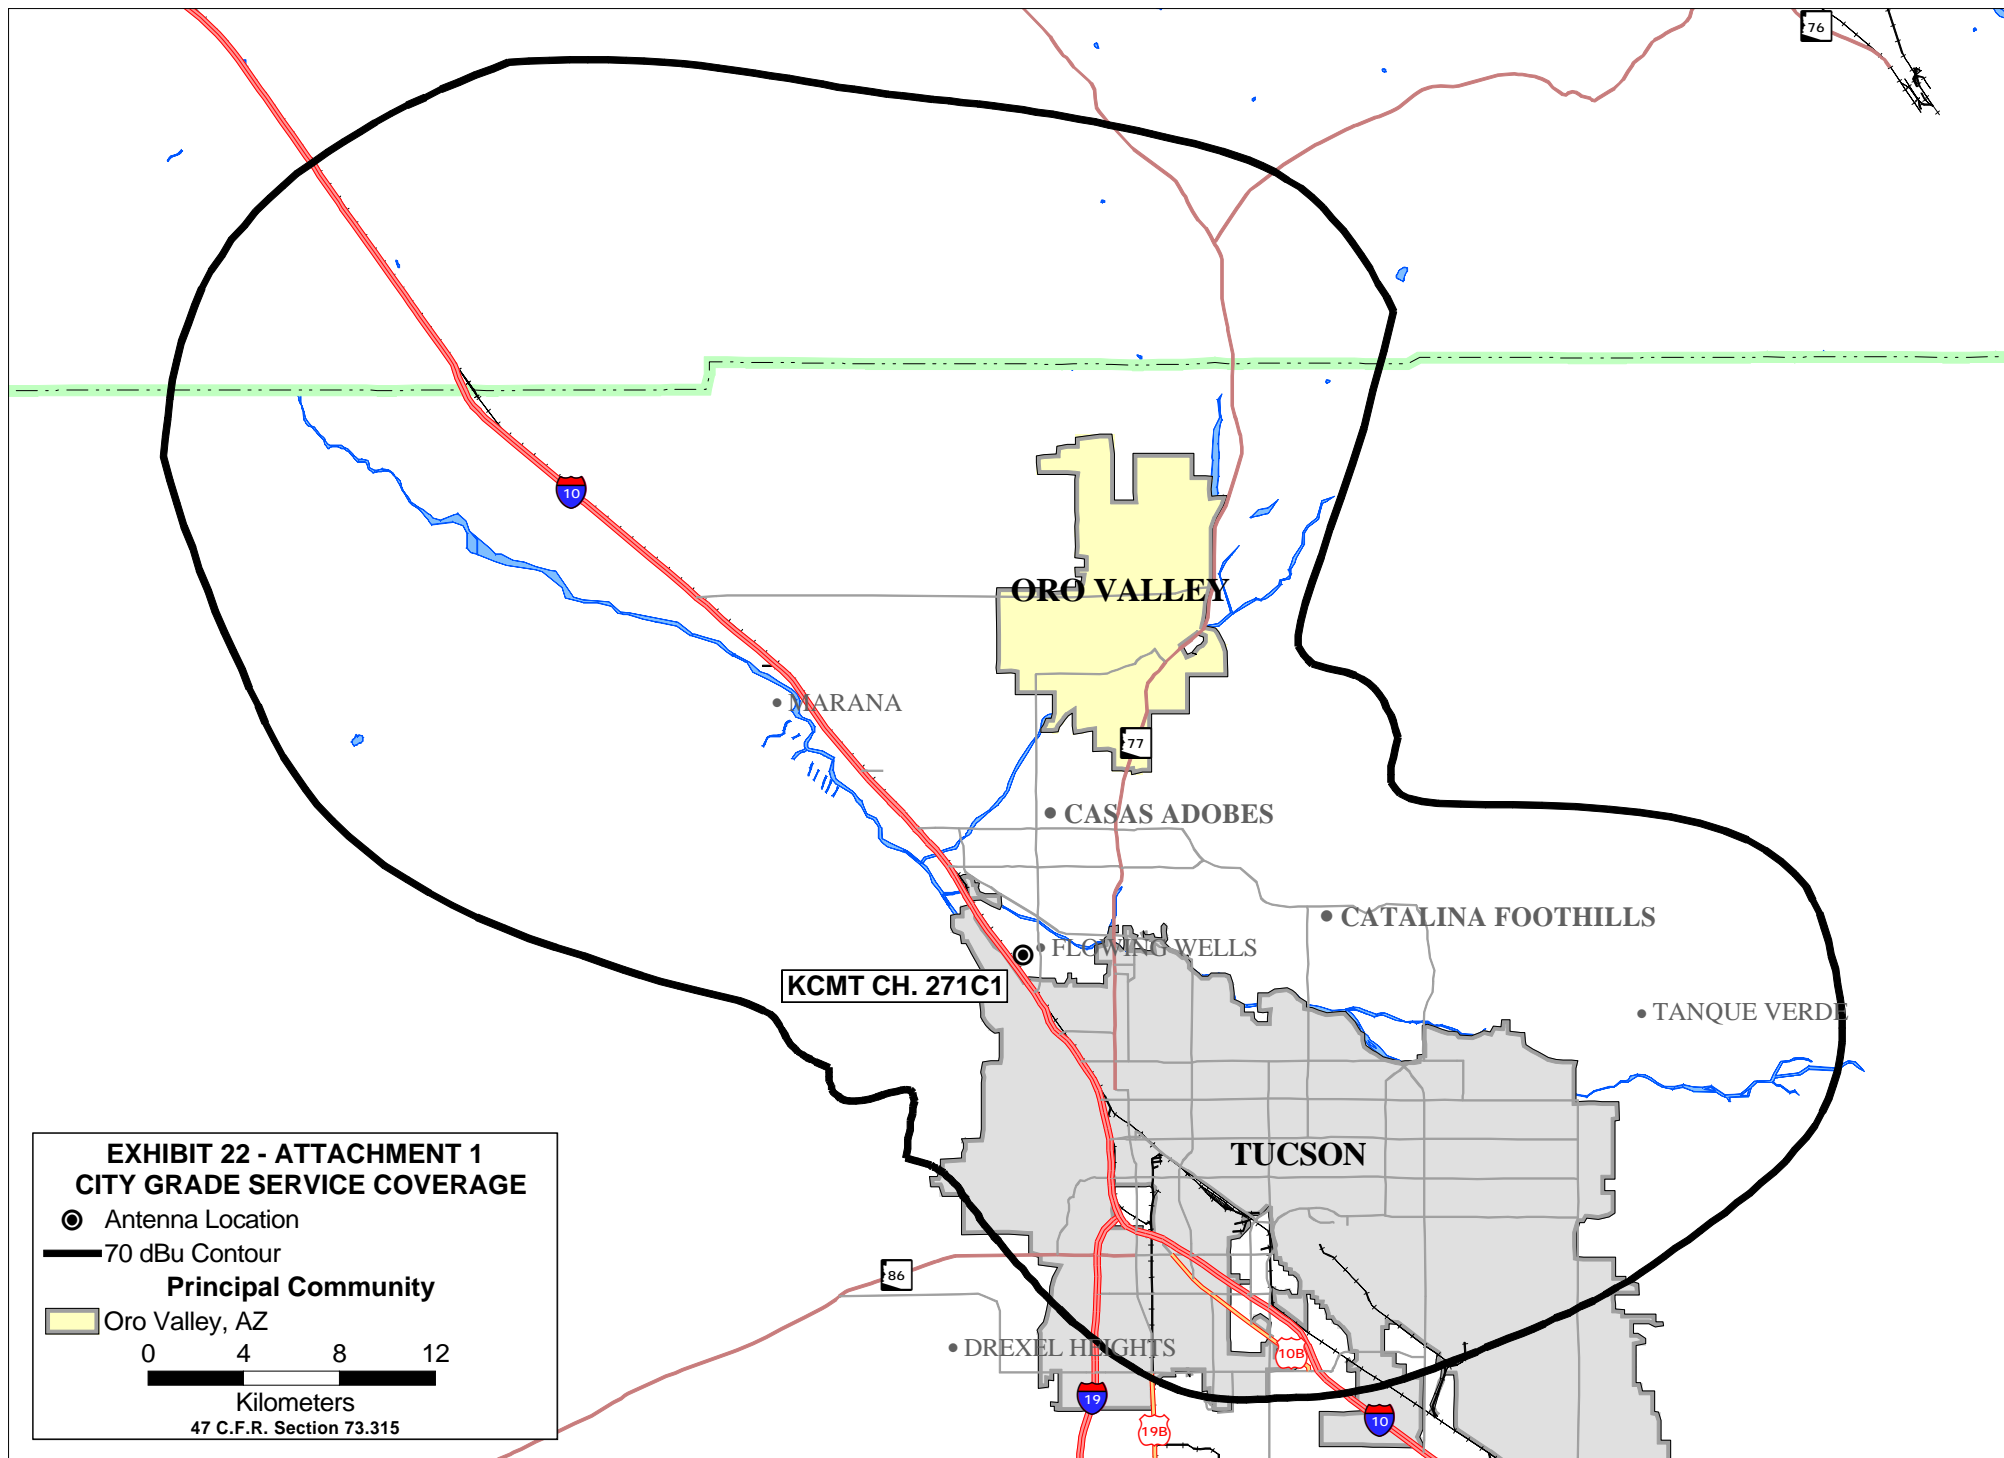 76
10
ORO VALLEY
MARANA
77
CASAS ADOBES
CATALINA FOOTHILLS
FLOWING WELLS
KCMT CH. 271C1
TANQUE VERDE
TUCSON
EXHIBIT 22 - ATTACHMENT 1
CITY GRADE SERVICE COVERAGE
Antenna Location
70 dBu Contour
Principal Community
Oro Valley, AZ
0 4 8 12
Kilometers
47 C.F.R. Section 73.315
86
DREXEL HEIGHTS
10B
19
19B
10